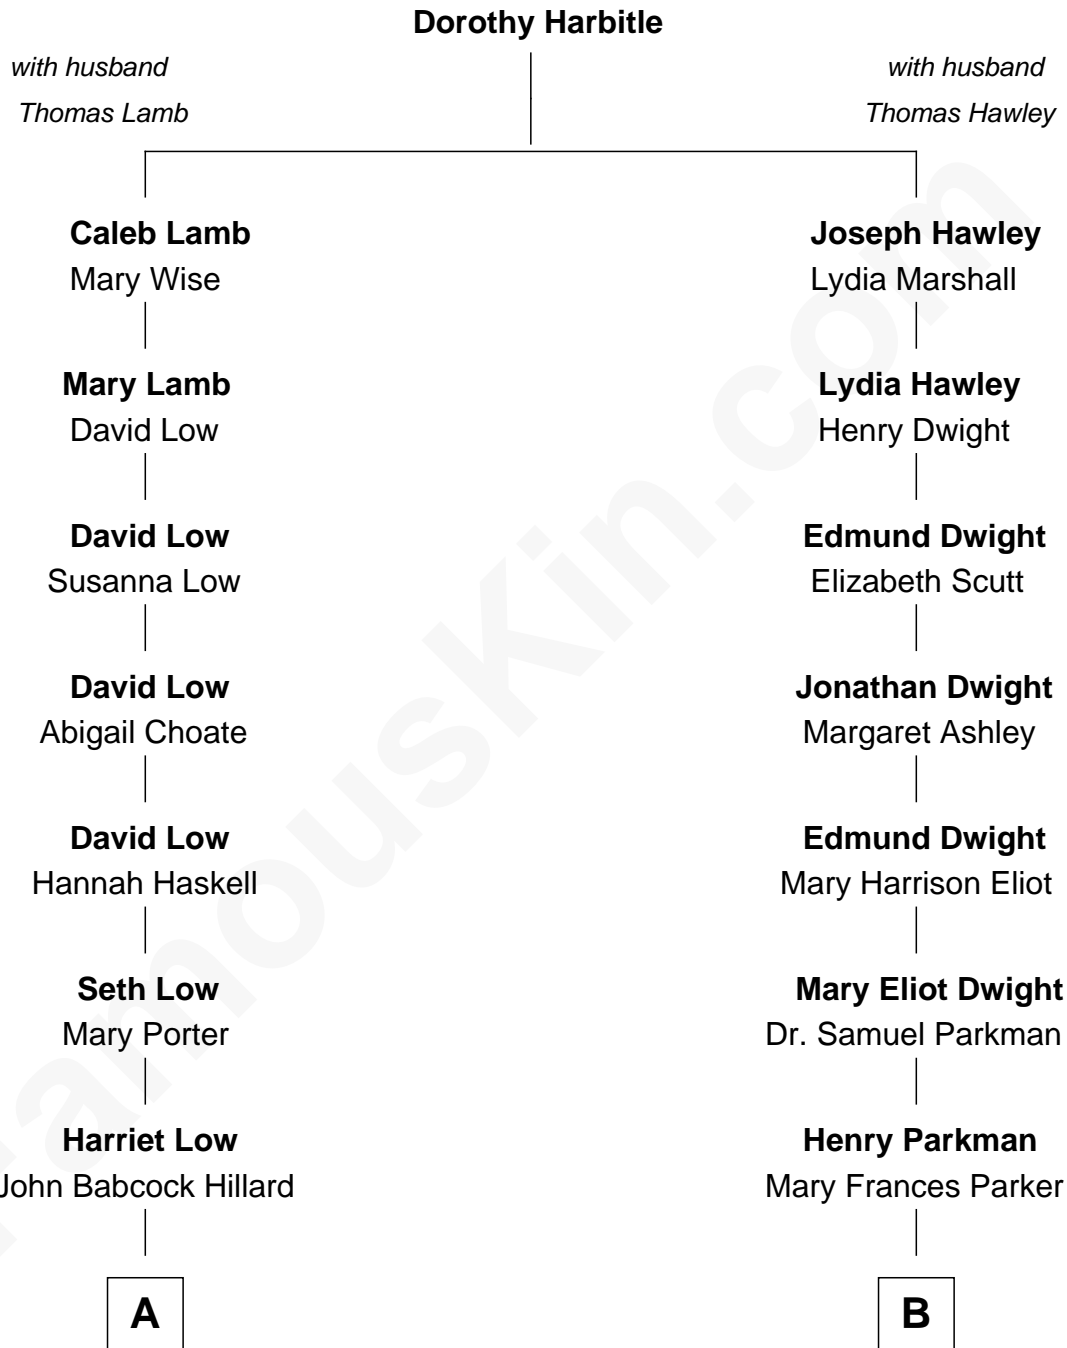 Dorothy Harbitle
with husband
Thomas Lamb
with husband
Thomas Hawley
Caleb Lamb
Mary Wise
Joseph Hawley
Lydia Marshall
Mary Lamb
David Low
Lydia Hawley
Henry Dwight
David Low
Susanna Low
Edmund Dwight
Elizabeth Scutt
David Low
Abigail Choate
Jonathan Dwight
Margaret Ashley
David Low
Hannah Haskell
Edmund Dwight
Mary Harrison Eliot
Seth Low
Mary Porter
Mary Eliot Dwight
Dr. Samuel Parkman
Harriet Low
John Babcock Hillard
Henry Parkman
Mary Frances Parker
A
B
FamousKin.com